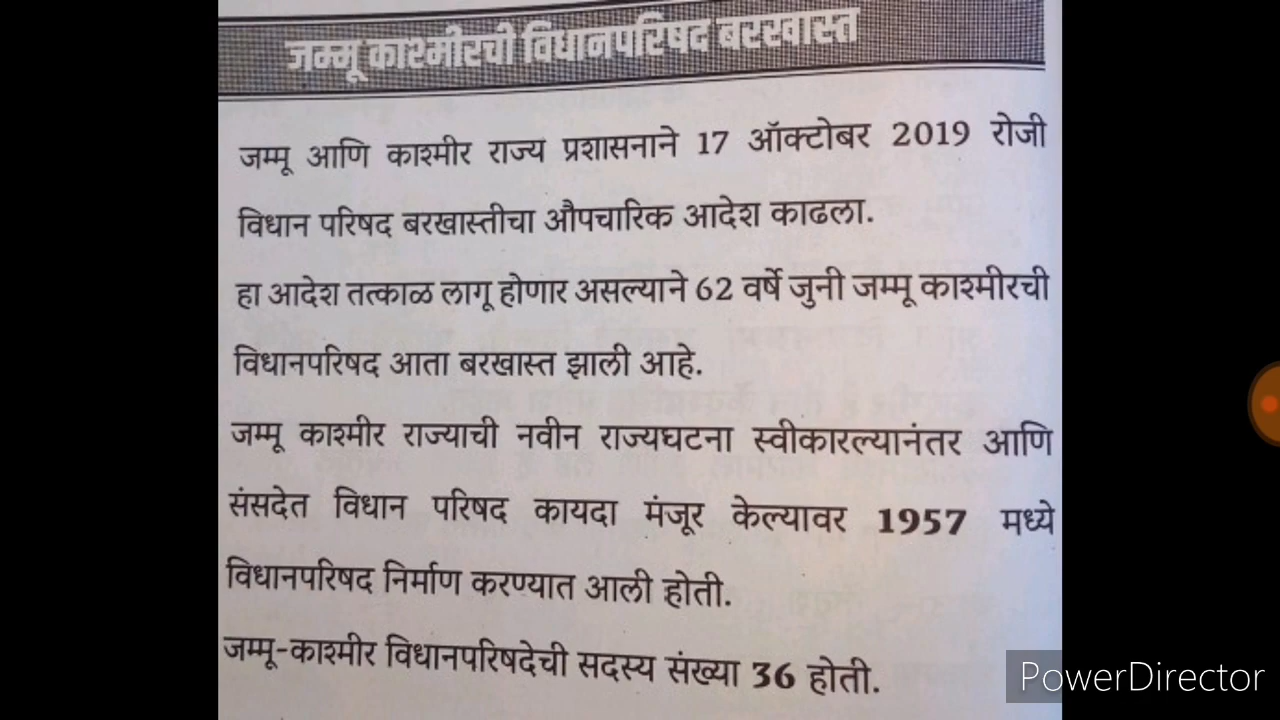 जम्मू काश्मीरची विधानपरिषद बरखास्त
जम्मू आणि काश्मीर राज्य प्रशासनाने 17 ऑक्टोबर 2019 रोजी
विधान परिषद बरखास्तीचा औपचारिक आदेश काढला.
हा आदेश तत्काळ लागू होणार असल्याने 62 वर्षे जुनी जम्मू काश्मीरची
विधानपरिषद आता बरखास्त झाली आहे.
जम्मू काश्मीर राज्याची नवीन राज्यघटना स्वीकारल्यानंतर आणि
संसदेत विधान परिषद कायदा मंजूर केल्यावर 1957 मध्ये
विधानपरिषद निर्माण करण्यात आली होती.
जम्मू-काश्मीर विधानपरिषदेची सदस्य संख्या 36 होती.
PowerDirector